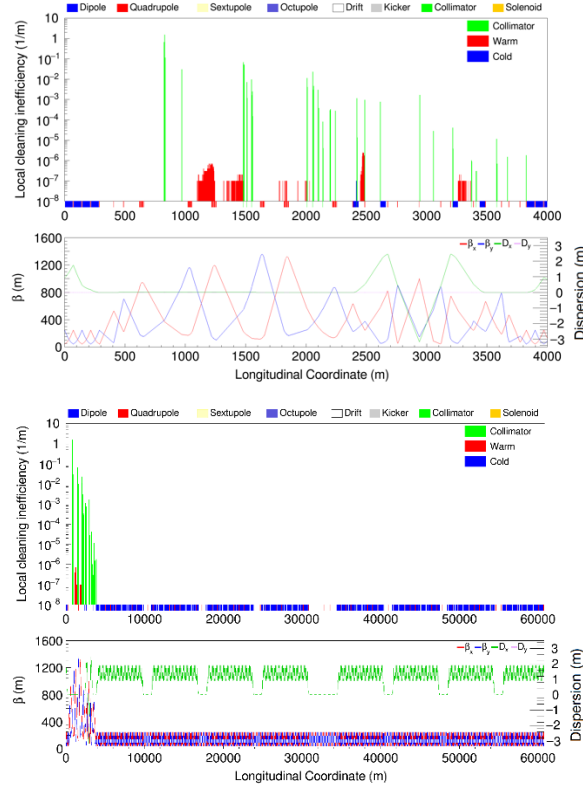 Dipole Quadrupole Sextupole Octupole Drift Kicker Collimator Solenoid
Local cleaning inefficiency (1/m)
10
1
10⁻¹
10⁻²
10⁻³
10⁻⁴
10⁻⁵
10⁻⁶
10⁻⁷
10⁻⁸
Collimator
Warm
Cold
0 500 1000 1500 2000 2500 3000 3500 4000
β (m)
1600
1200
800
400
0
βx βy Dx Dy
3
2
1
0
-1
-2
-3
Dispersion (m)
0 500 1000 1500 2000 2500 3000 3500 4000
Longitudinal Coordinate (m)
Dipole Quadrupole Sextupole Octupole Drift Kicker Collimator Solenoid
Local cleaning inefficiency (1/m)
10
1
10⁻¹
10⁻²
10⁻³
10⁻⁴
10⁻⁵
10⁻⁶
10⁻⁷
10⁻⁸
Collimator
Warm
Cold
0 10000 20000 30000 40000 50000 60000
β (m)
1600
1200
800
400
0
βx βy Dx Dy
3
2
1
0
-1
-2
-3
Dispersion (m)
0 10000 20000 30000 40000 50000 60000
Longitudinal Coordinate (m)